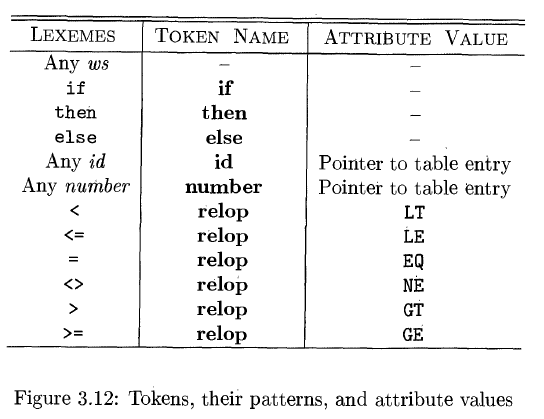 LEXEMES TOKEN NAME ATTRIBUTE VALUE
Any ws – –
if if –
then then –
else else –
Any id id Pointer to table entry
Any number number Pointer to table entry
< relop LT
<= relop LE
= relop EQ
<> relop NE
> relop GT
>= relop GE
Figure 3.12: Tokens, their patterns, and attribute values